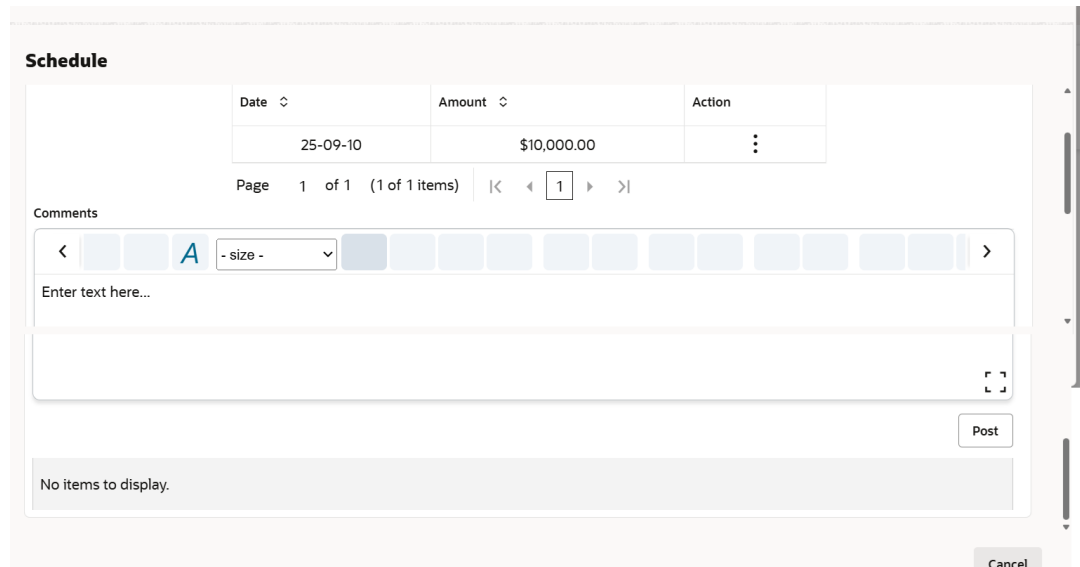 Schedule
Date Amount Action
25-09-10 $10,000.00
Page 1 of 1 (1 of 1 items) 1
Comments
A - size -
Enter text here...
Post
No items to display.
Cancel